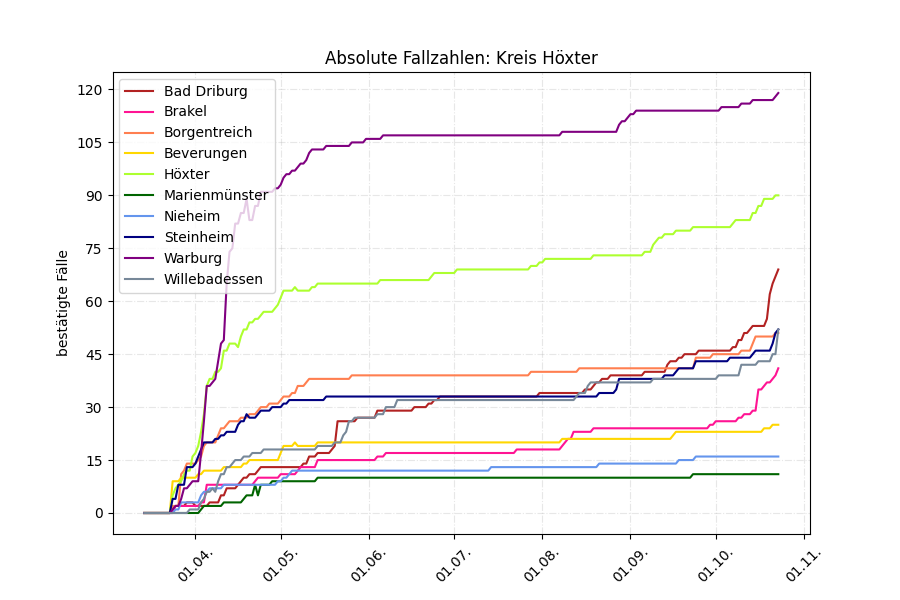 Absolute Fallzahlen: Kreis Höxter
bestätigte Fälle
120
105
90
75
60
45
30
15
0
Bad Driburg
Brakel
Borgentreich
Beverungen
Höxter
Marienmünster
Nieheim
Steinheim
Warburg
Willebadessen
01.04.
01.05.
01.06.
01.07.
01.08.
01.09.
01.10.
01.11.